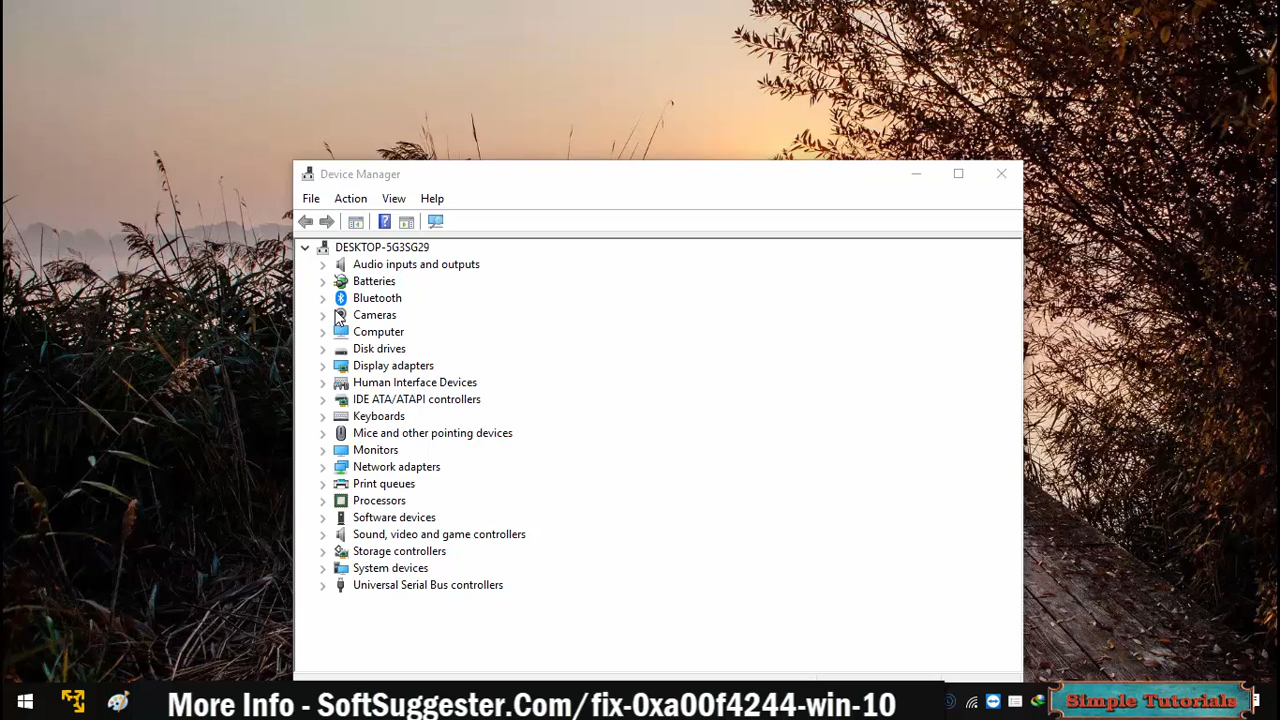 Device Manager
File Action View Help
DESKTOP-5G3SG29
Audio inputs and outputs
Batteries
Bluetooth
Cameras
Computer
Disk drives
Display adapters
Human Interface Devices
IDE ATA/ATAPI controllers
Keyboards
Mice and other pointing devices
Monitors
Network adapters
Print queues
Processors
Software devices
Sound, video and game controllers
Storage controllers
System devices
Universal Serial Bus controllers
More Info - SoftSuggester.Com/fix-0xa00f4244-win-10
Simple Tutorials